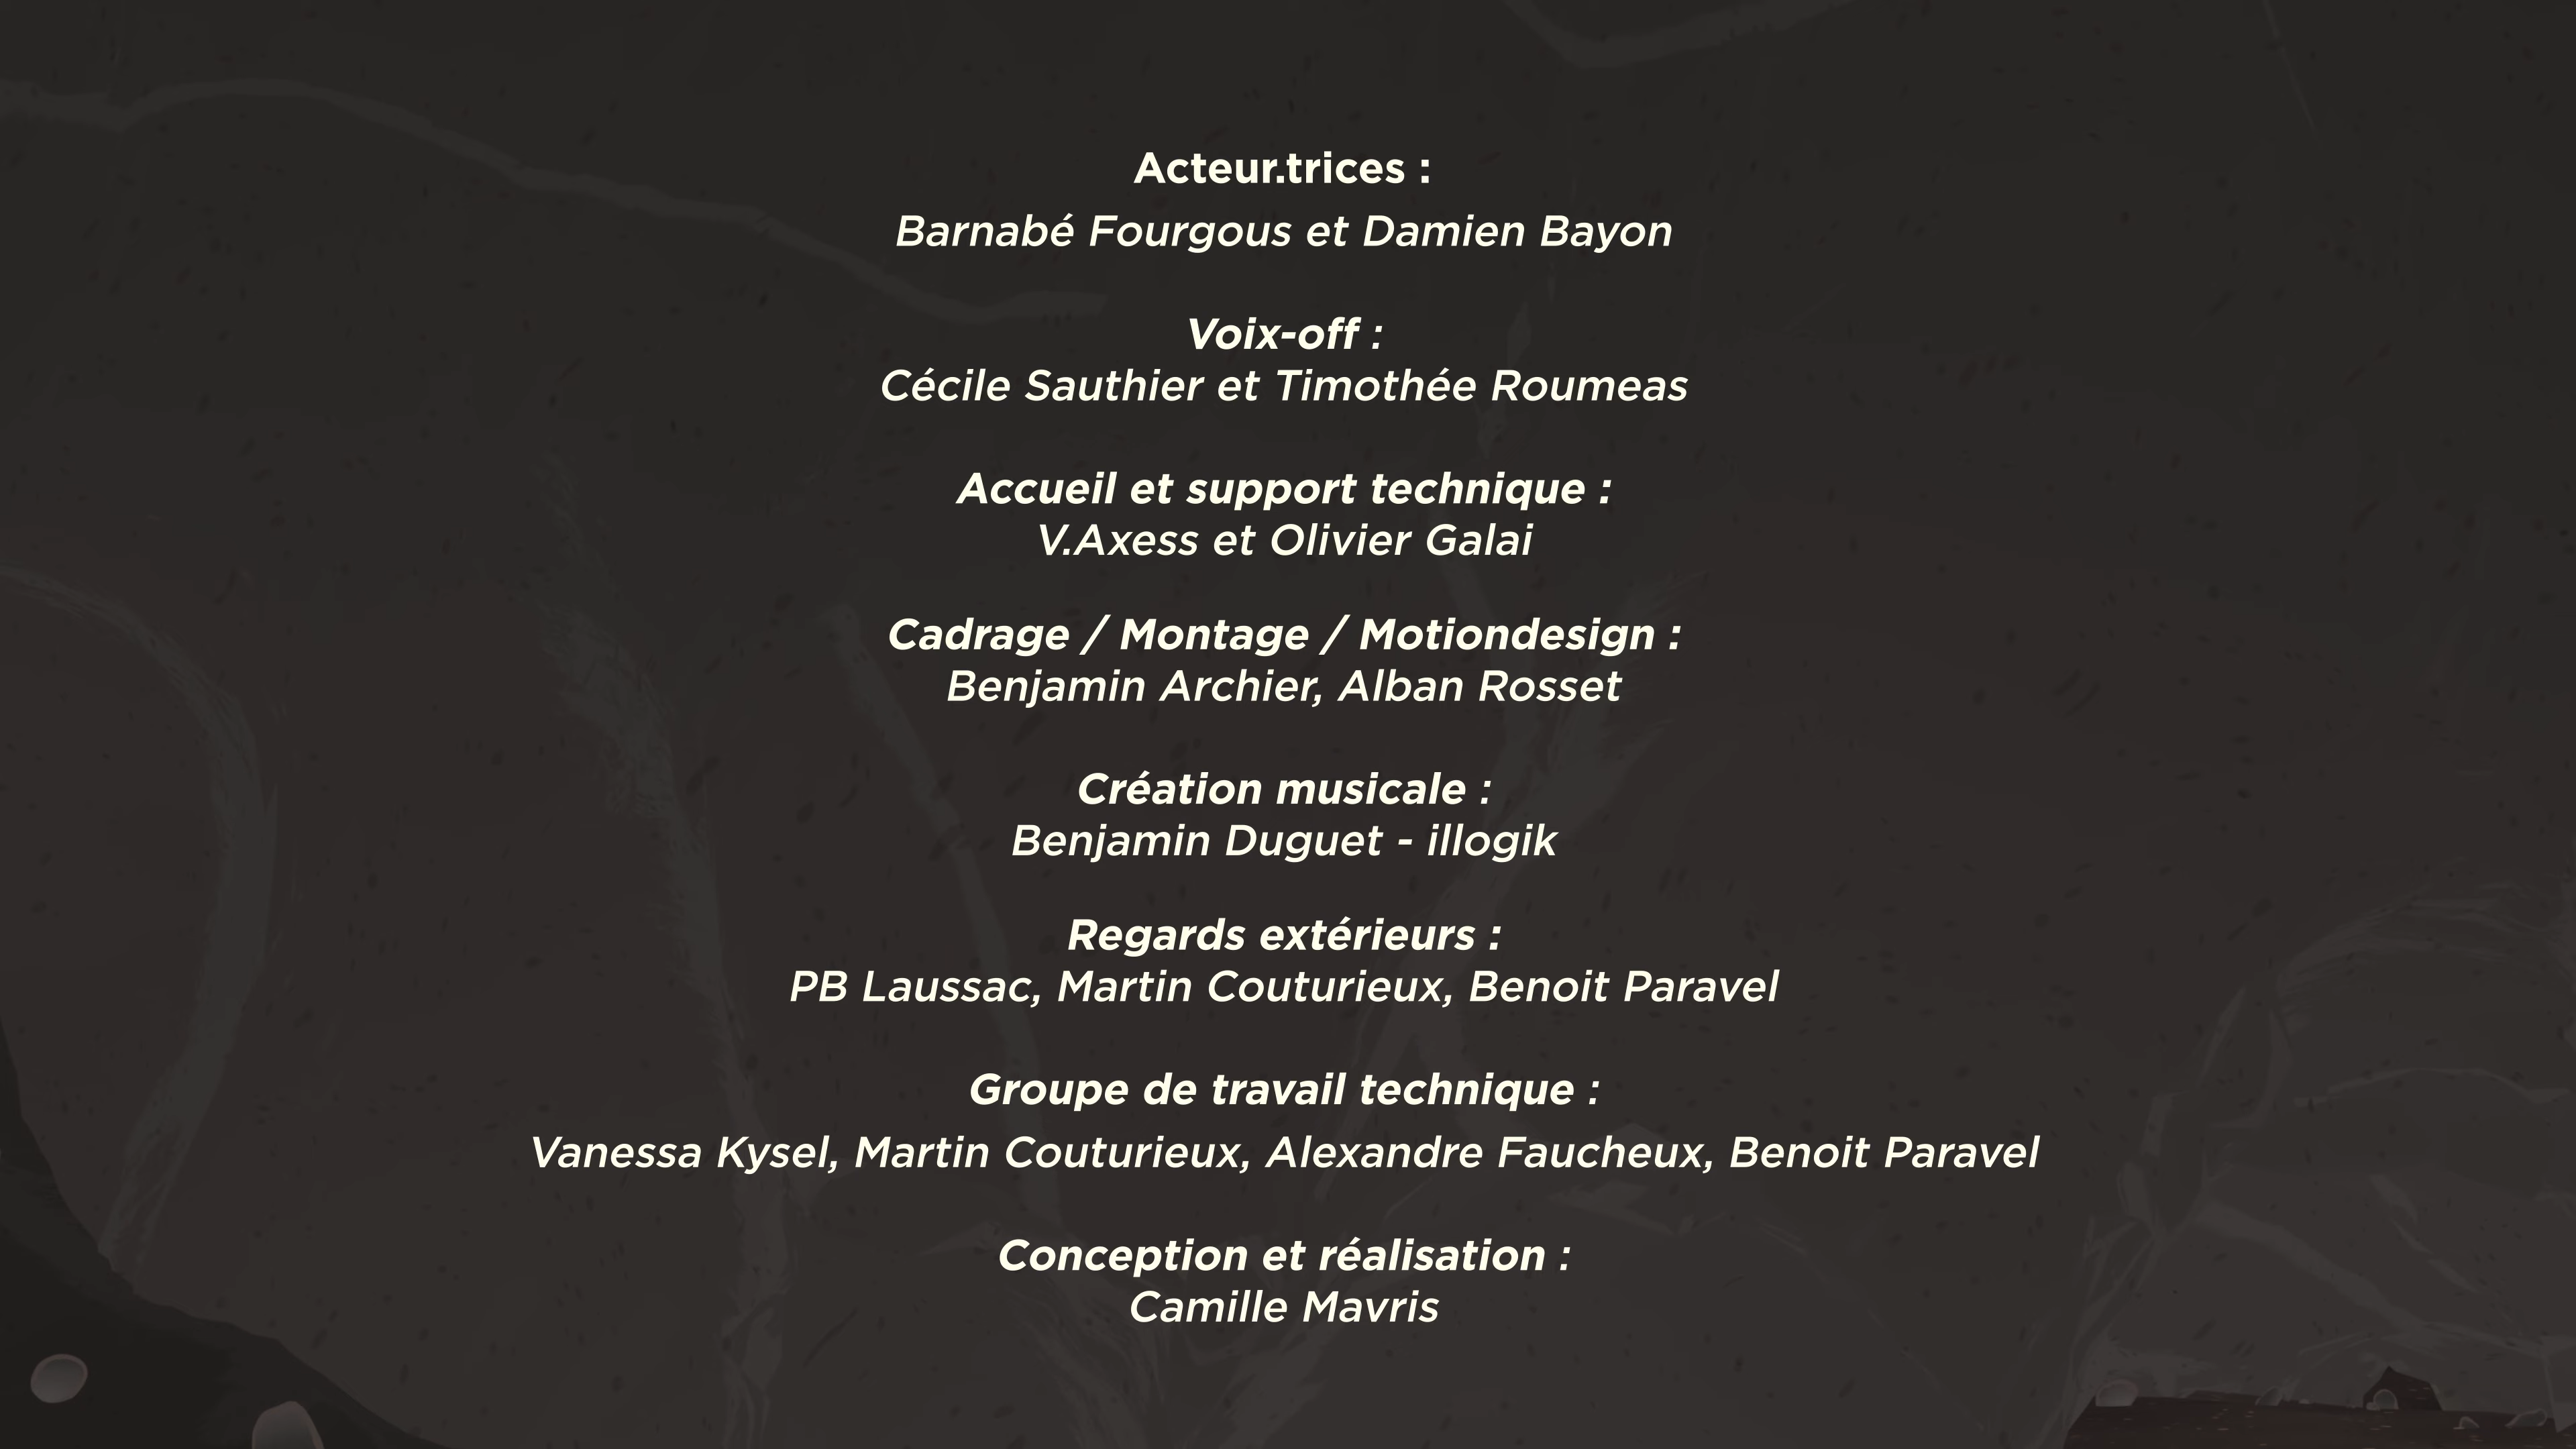 Acteur.trices :
Barnabé Fourgous et Damien Bayon
Voix-off :
Cécile Sauthier et Timothée Roumeas
Accueil et support technique :
V.Axess et Olivier Galai
Cadrage / Montage / Motiondesign :
Benjamin Archier, Alban Rosset
Création musicale :
Benjamin Duguet - illogik
Regards extérieurs :
PB Laussac, Martin Couturieux, Benoit Paravel
Groupe de travail technique :
Vanessa Kysel, Martin Couturieux, Alexandre Faucheux, Benoit Paravel
Conception et réalisation :
Camille Mavris